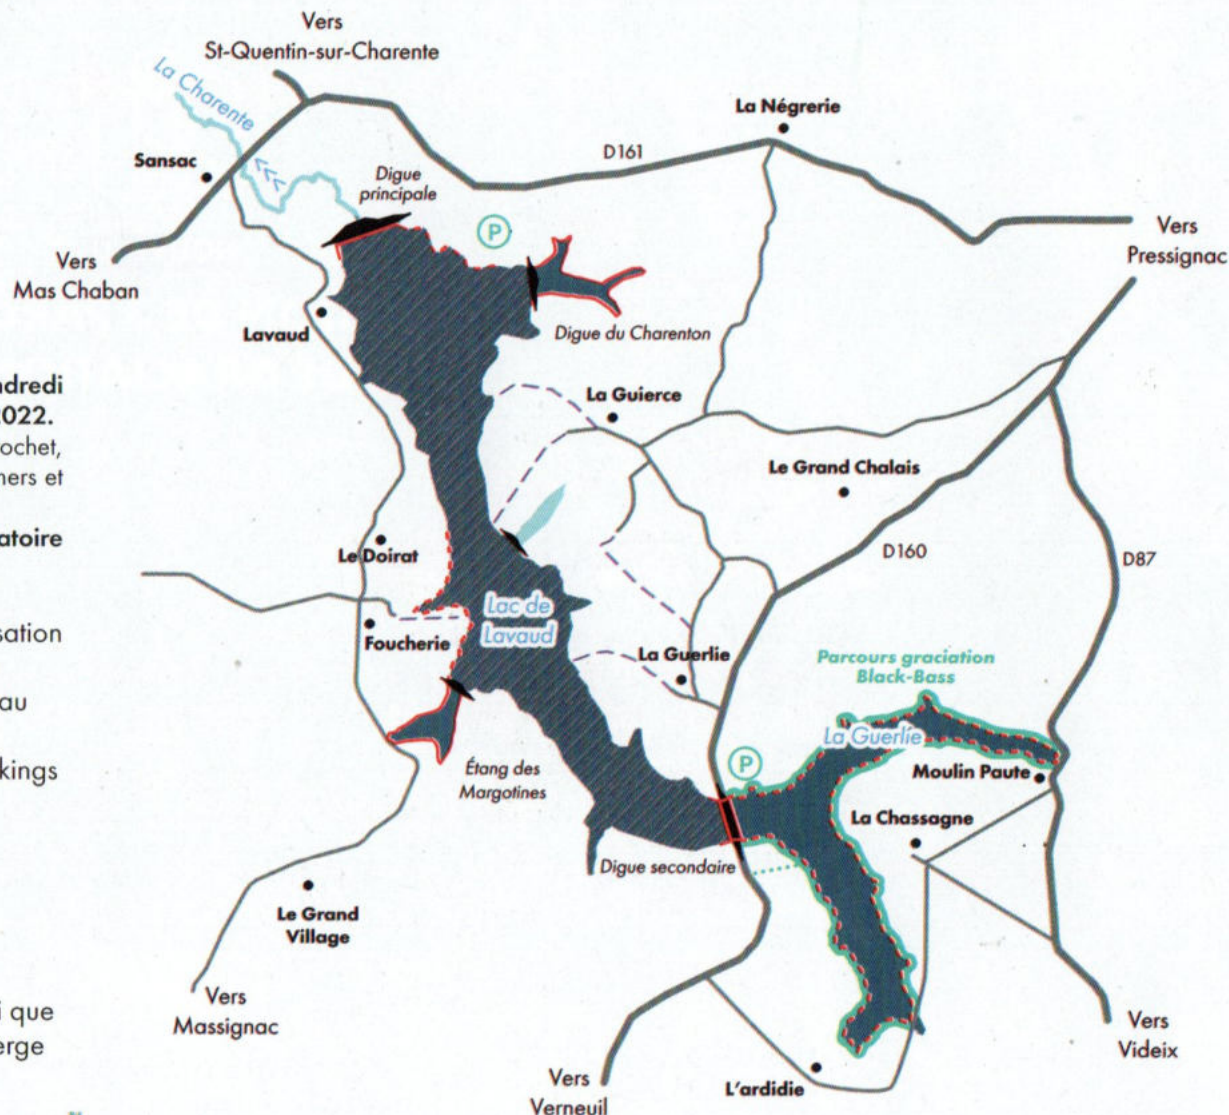 Vers
St-Quentin-sur-Charente
La Charente
La Négrerie
D161
Sansac
Digue
principale
P
Vers
Pressignac
Vers
Mas Chaban
Lavaud
Digue du Charenton
ndredi
2022.
ochet,
ners et
La Guierce
Le Grand Chalais
atoire
Le Doirat
D160
D87
Lac de
Lavaud
sation
Foucherie
La Guerlie
Parcours graciation
Black-Bass
au
La Guerlie
kings
Étang des
Margotines
P
Moulin Paute
La Chassagne
Digue secondaire
Le Grand
Village
i que
erge
Vers
Massignac
Vers
Videix
Vers
Verneuil
L'ardidie